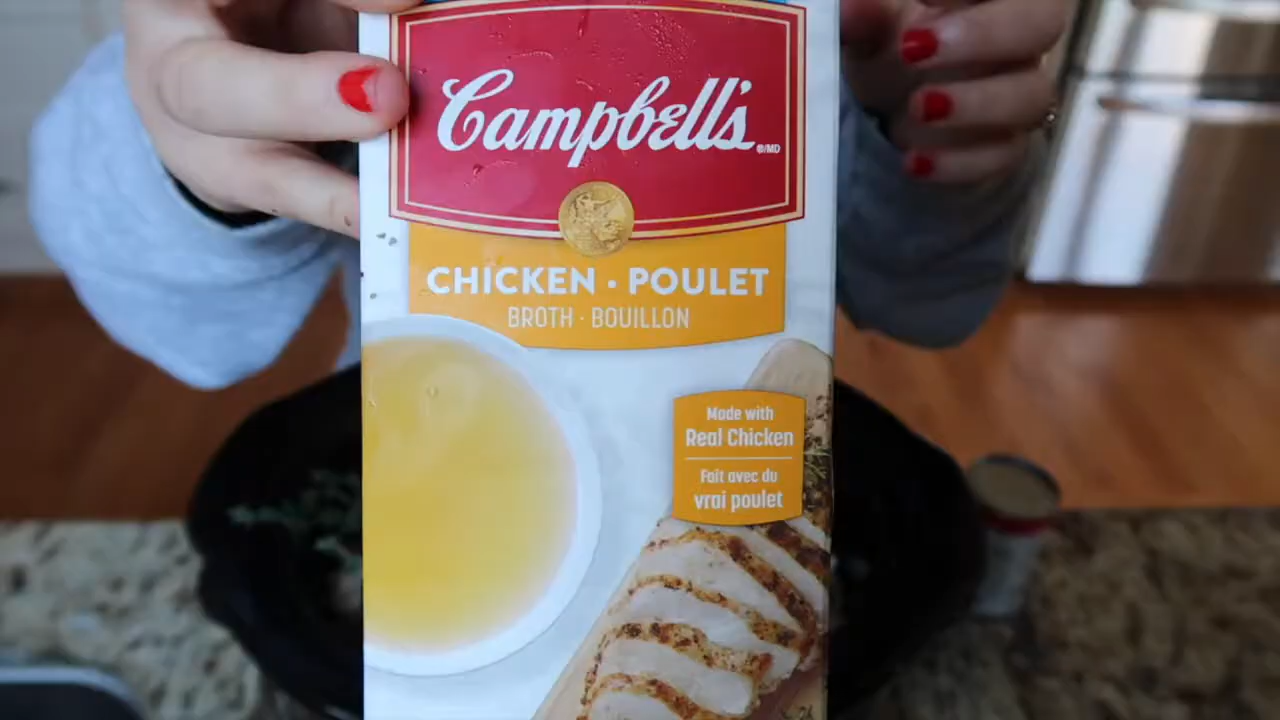 Campbell's
®/MD
CHICKEN · POULET
BROTH · BOUILLON
Made with
Real Chicken
Fait avec du
vrai poulet